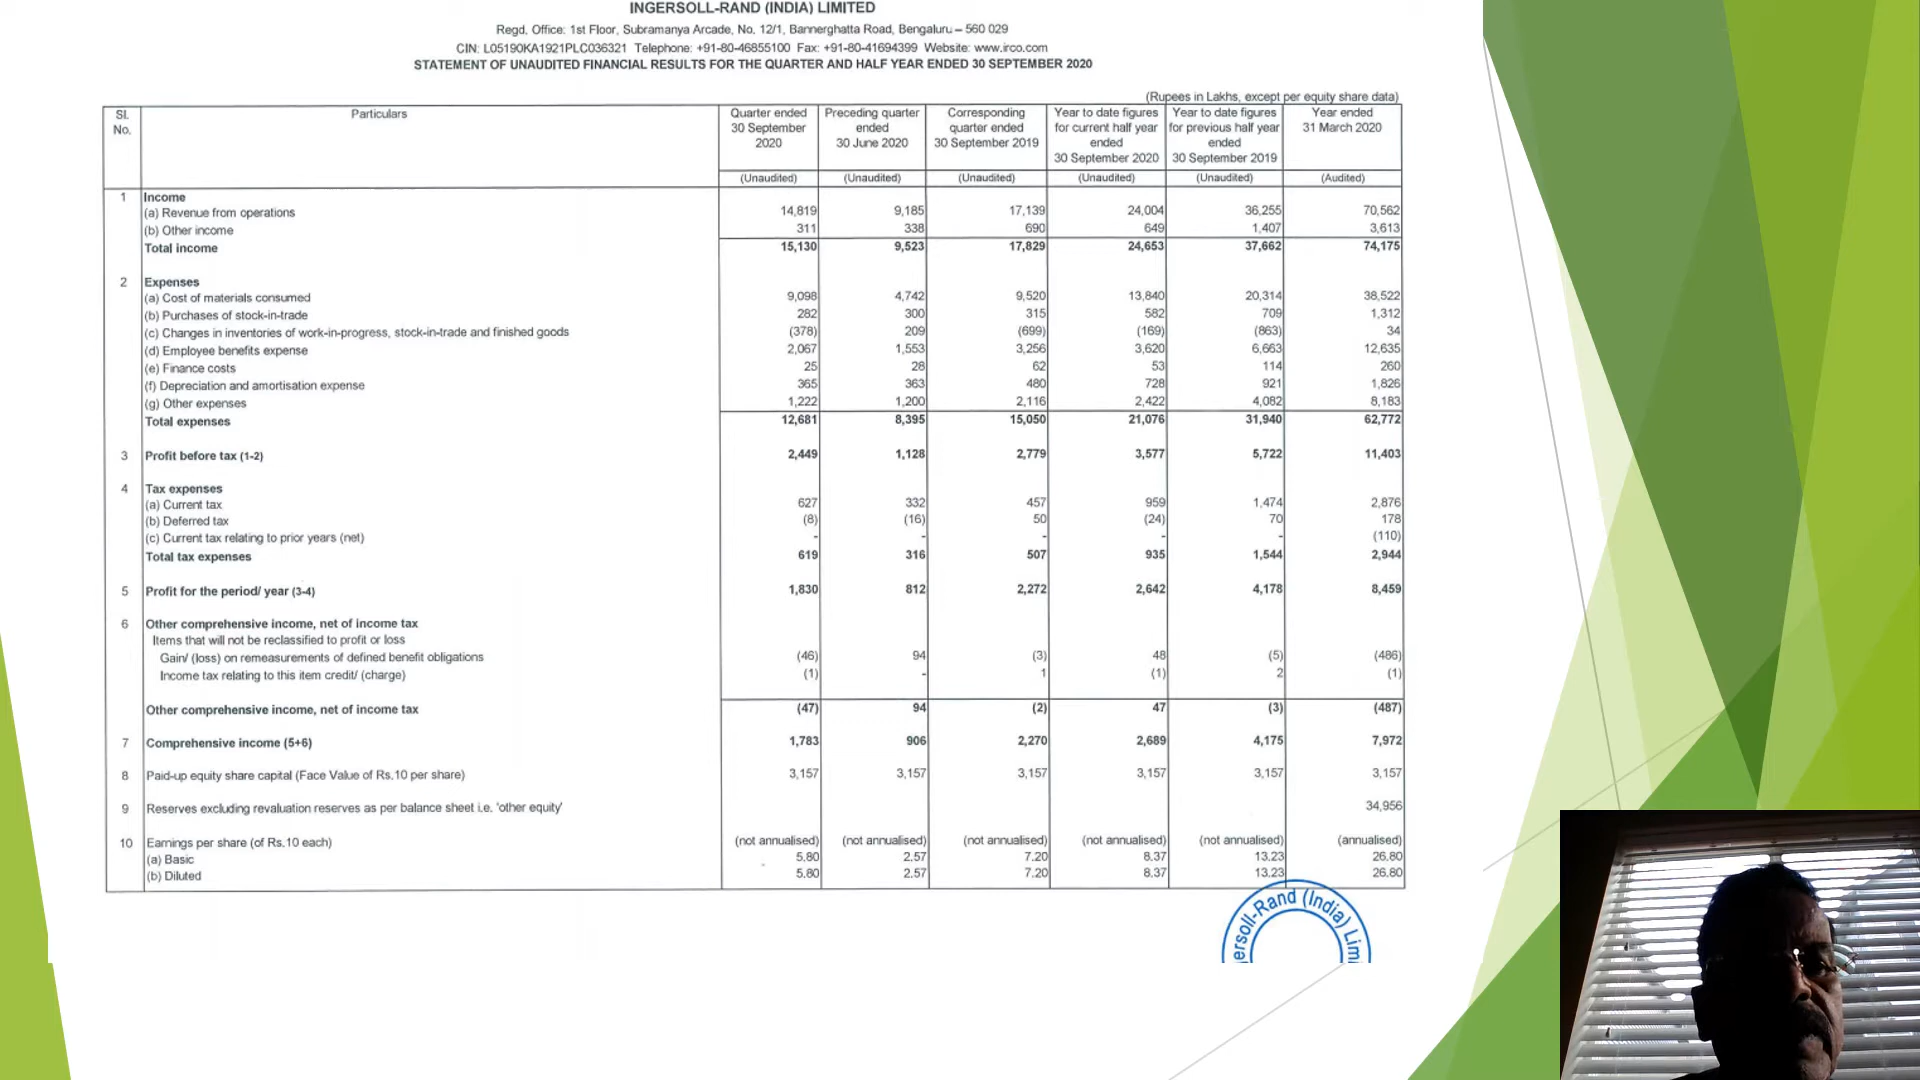 INGERSOLL-RAND (INDIA) LIMITED
Regd. Office: 1st Floor, Subramanya Arcade, No. 12/1, Bannerghatta Road, Bengaluru – 560 029
CIN: L05190KA1921PLC036321 Telephone: +91-80-46855100 Fax: +91-80-41694399 Website: www.irco.com
STATEMENT OF UNAUDITED FINANCIAL RESULTS FOR THE QUARTER AND HALF YEAR ENDED 30 SEPTEMBER 2020
(Rupees in Lakhs, except per equity share data)
Sl. Particulars Quarter ended Preceding quarter Corresponding Year to date figures Year to date figures Year ended
No. 30 September ended quarter ended for current half year for previous half year 31 March 2020
2020 30 June 2020 30 September 2019 ended ended
30 September 2020 30 September 2019
(Unaudited) (Unaudited) (Unaudited) (Unaudited) (Unaudited) (Audited)
1 Income
(a) Revenue from operations 14,819 9,185 17,139 24,004 36,255 70,562
(b) Other income 311 338 690 649 1,407 3,613
Total income 15,130 9,523 17,829 24,653 37,662 74,175
2 Expenses
(a) Cost of materials consumed 9,098 4,742 9,520 13,840 20,314 38,522
(b) Purchases of stock-in-trade 282 300 315 582 709 1,312
(c) Changes in inventories of work-in-progress, stock-in-trade and finished goods (378) 209 (699) (169) (863) 34
(d) Employee benefits expense 2,067 1,553 3,256 3,620 6,663 12,635
(e) Finance costs 25 28 62 53 114 260
(f) Depreciation and amortisation expense 365 363 480 728 921 1,826
(g) Other expenses 1,222 1,200 2,116 2,422 4,082 8,183
Total expenses 12,681 8,395 15,050 21,076 31,940 62,772
3 Profit before tax (1-2) 2,449 1,128 2,779 3,577 5,722 11,403
4 Tax expenses
(a) Current tax 627 332 457 959 1,474 2,876
(b) Deferred tax (8) (16) 50 (24) 70 178
(c) Current tax relating to prior years (net) - - - - - (110)
Total tax expenses 619 316 507 935 1,544 2,944
5 Profit for the period/ year (3-4) 1,830 812 2,272 2,642 4,178 8,459
6 Other comprehensive income, net of income tax
Items that will not be reclassified to profit or loss
Gain/ (loss) on remeasurements of defined benefit obligations (46) 94 (3) 48 (5) (486)
Income tax relating to this item credit/ (charge) (1) - 1 (1) 2 (1)
Other comprehensive income, net of income tax (47) 94 (2) 47 (3) (487)
7 Comprehensive income (5+6) 1,783 906 2,270 2,689 4,175 7,972
8 Paid-up equity share capital (Face Value of Rs.10 per share) 3,157 3,157 3,157 3,157 3,157 3,157
9 Reserves excluding revaluation reserves as per balance sheet i.e. 'other equity' 34,956
10 Earnings per share (of Rs.10 each) (not annualised) (not annualised) (not annualised) (not annualised) (not annualised) (annualised)
(a) Basic 5.80 2.57 7.20 8.37 13.23 26.80
(b) Diluted 5.80 2.57 7.20 8.37 13.23 26.80
ersoll-Rand (India) Lim